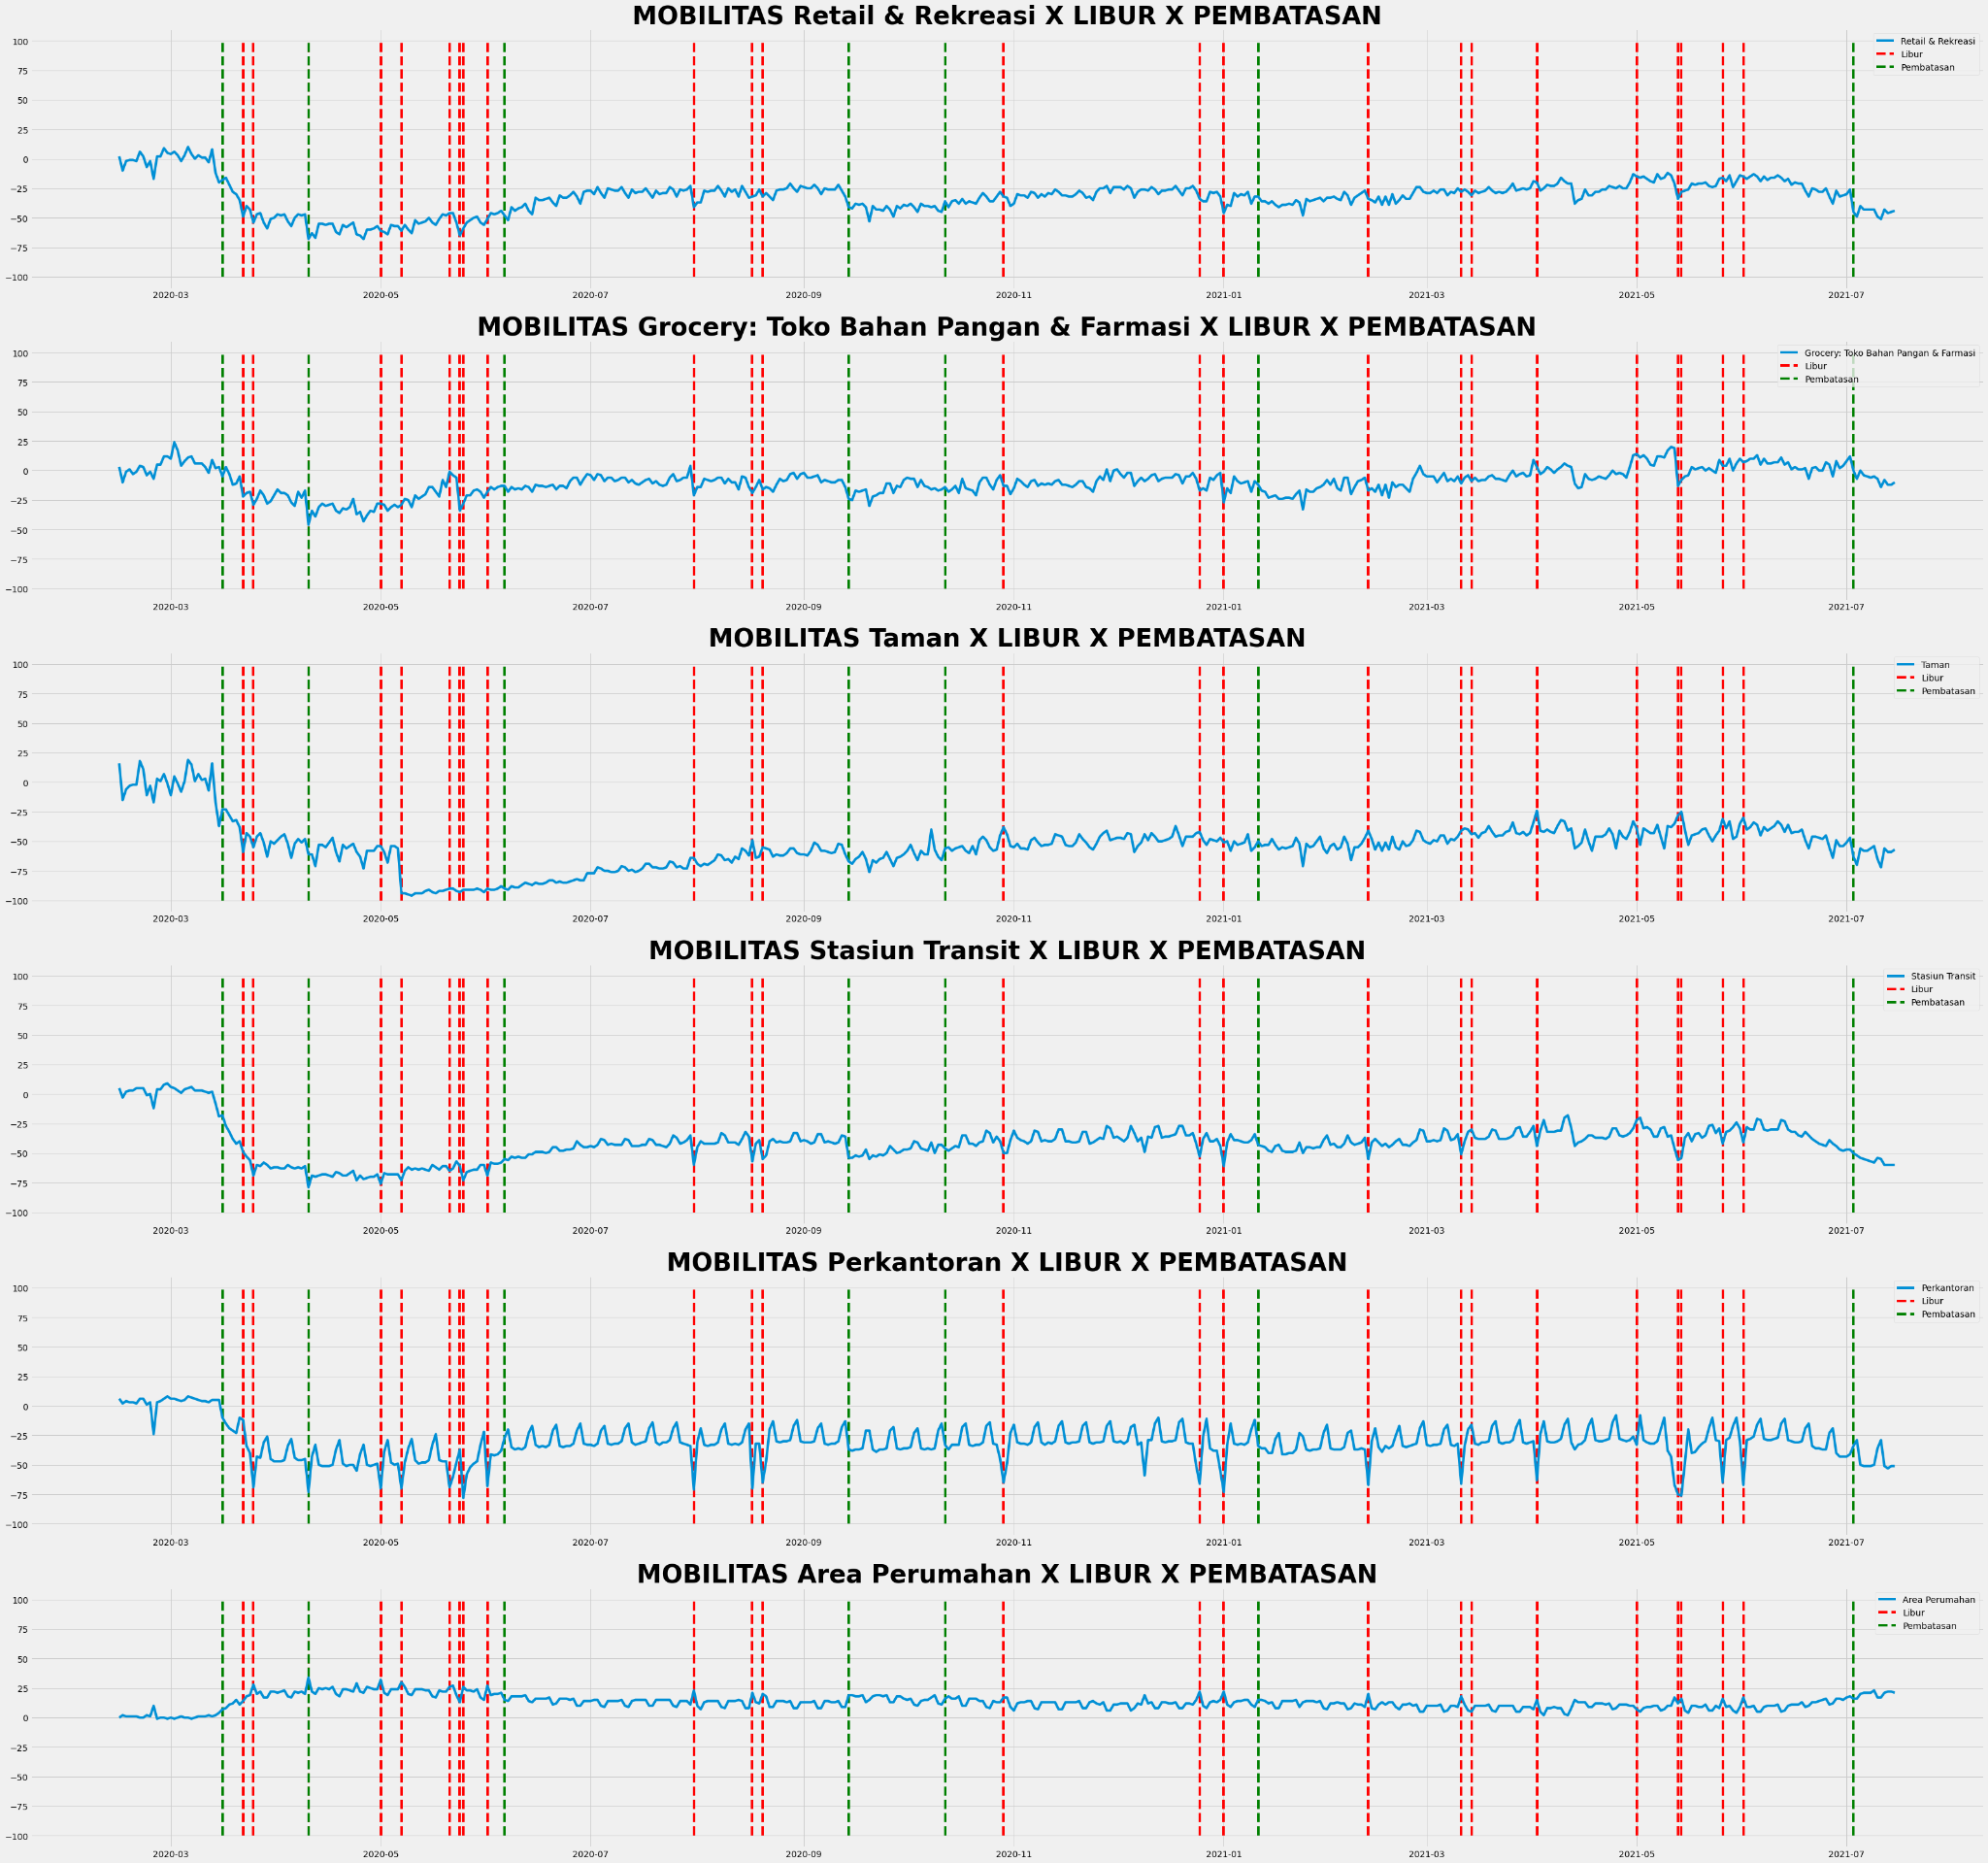 MOBILITAS Retail & Rekreasi X LIBUR X PEMBATASAN
100
75
50
25
0
−25
−50
−75
−100
Retail & Rekreasi
Libur
Pembatasan
2020-03 2020-05 2020-07 2020-09 2020-11 2021-01 2021-03 2021-05 2021-07
MOBILITAS Grocery: Toko Bahan Pangan & Farmasi X LIBUR X PEMBATASAN
100
75
50
25
0
−25
−50
−75
−100
Grocery: Toko Bahan Pangan & Farmasi
Libur
Pembatasan
2020-03 2020-05 2020-07 2020-09 2020-11 2021-01 2021-03 2021-05 2021-07
MOBILITAS Taman X LIBUR X PEMBATASAN
100
75
50
25
0
−25
−50
−75
−100
Taman
Libur
Pembatasan
2020-03 2020-05 2020-07 2020-09 2020-11 2021-01 2021-03 2021-05 2021-07
MOBILITAS Stasiun Transit X LIBUR X PEMBATASAN
100
75
50
25
0
−25
−50
−75
−100
Stasiun Transit
Libur
Pembatasan
2020-03 2020-05 2020-07 2020-09 2020-11 2021-01 2021-03 2021-05 2021-07
MOBILITAS Perkantoran X LIBUR X PEMBATASAN
100
75
50
25
0
−25
−50
−75
−100
Perkantoran
Libur
Pembatasan
2020-03 2020-05 2020-07 2020-09 2020-11 2021-01 2021-03 2021-05 2021-07
MOBILITAS Area Perumahan X LIBUR X PEMBATASAN
100
75
50
25
0
−25
−50
−75
−100
Area Perumahan
Libur
Pembatasan
2020-03 2020-05 2020-07 2020-09 2020-11 2021-01 2021-03 2021-05 2021-07